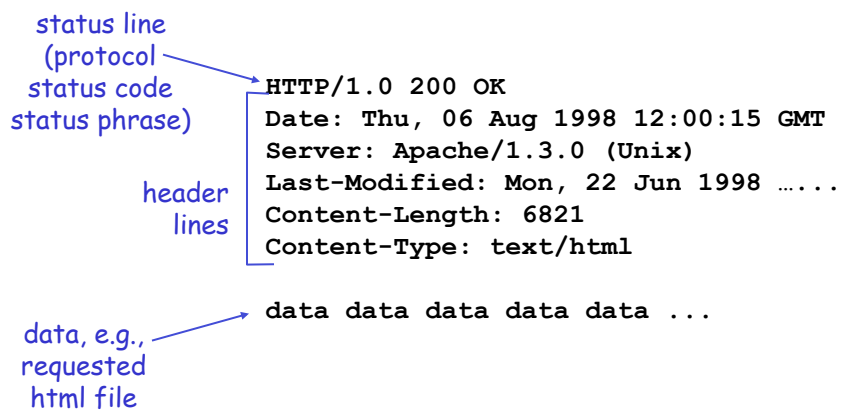 status line
(protocol
status code
status phrase)
HTTP/1.0 200 OK
Date: Thu, 06 Aug 1998 12:00:15 GMT
Server: Apache/1.3.0 (Unix)
Last-Modified: Mon, 22 Jun 1998 …...
Content-Length: 6821
Content-Type: text/html
header
lines
data data data data data ...
data, e.g.,
requested
html file